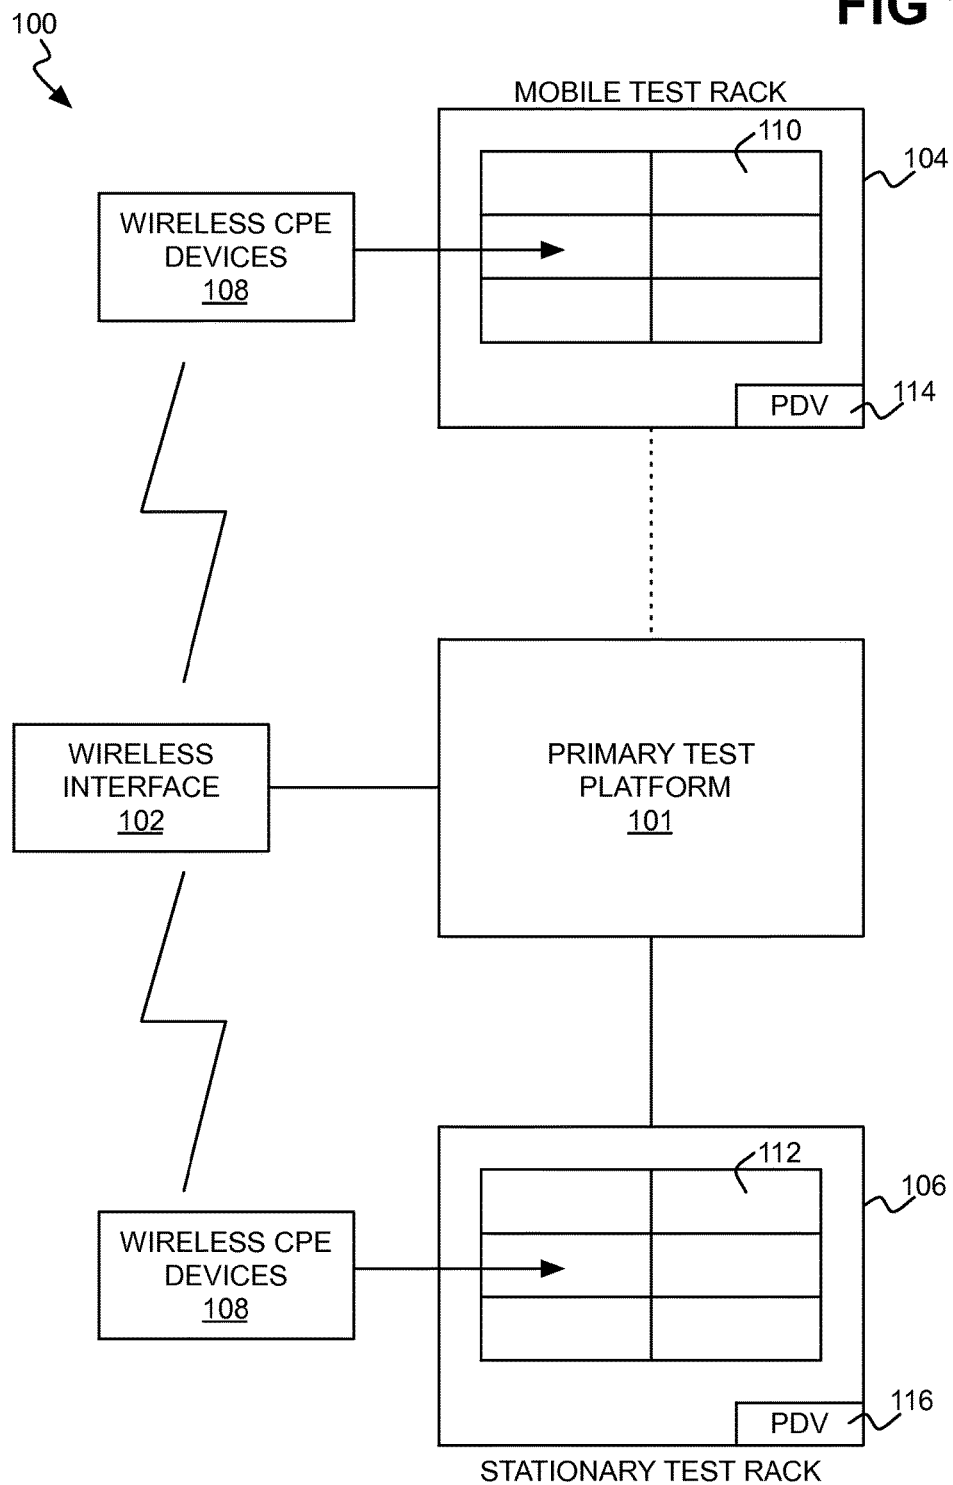 FIG
100
MOBILE TEST RACK
110
104
WIRELESS CPE
DEVICES
108
PDV
114
WIRELESS
INTERFACE
102
PRIMARY TEST
PLATFORM
101
112
106
WIRELESS CPE
DEVICES
108
PDV
116
STATIONARY TEST RACK